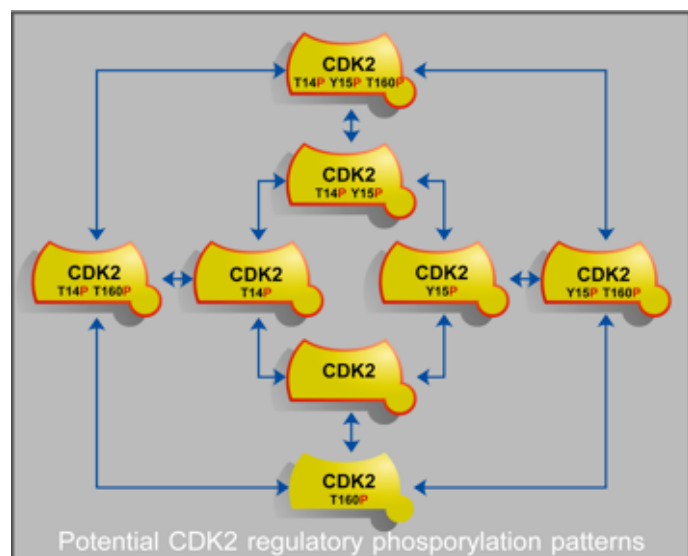 CDK2
T14P Y15P T160P
CDK2
T14P Y15P
CDK2
T14P T160P
CDK2
T14P
CDK2
Y15P
CDK2
Y15P T160P
CDK2
CDK2
T160P
Potential CDK2 regulatory phosporylation patterns